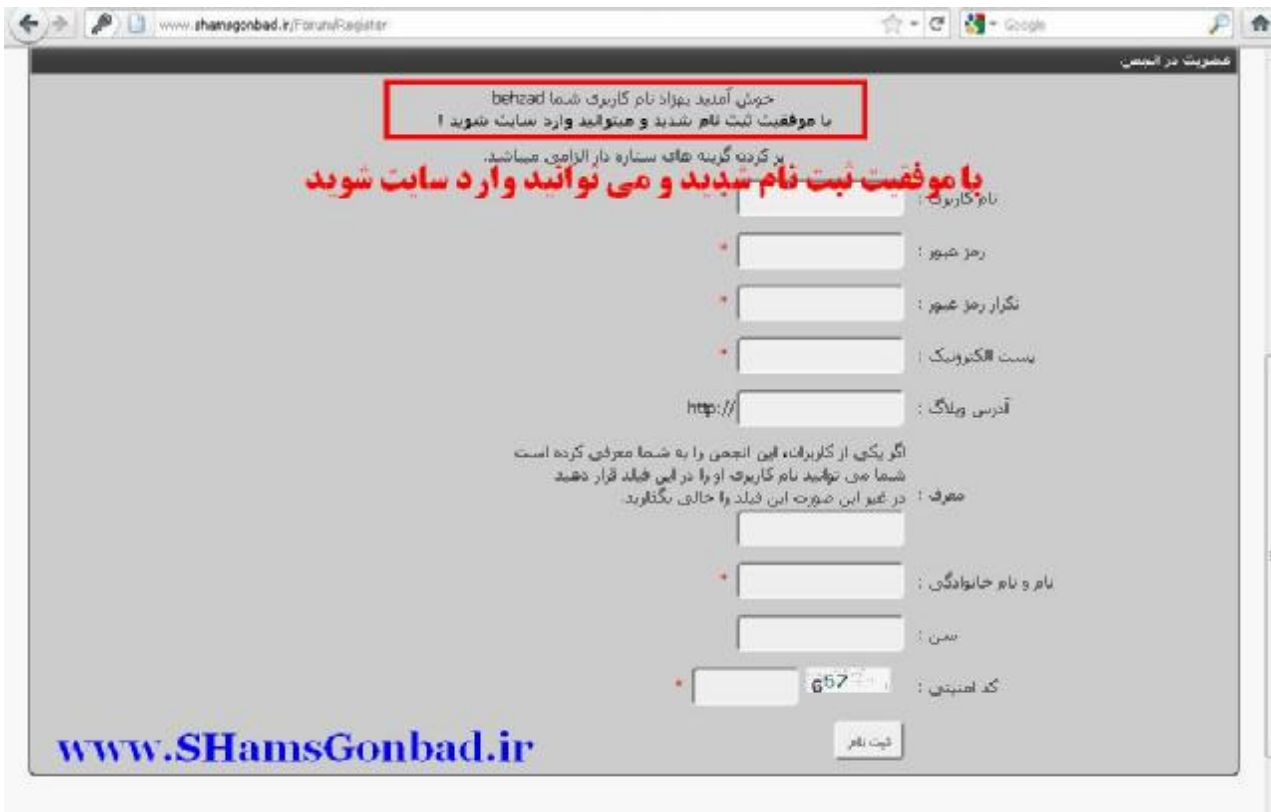 www.shamsgonbad.ir/Forum/Register
Google
عضویت در انجمن
خوش آمدید بهزاد نام کاربری شما behzad
با موفقیت ثبت نام شدید و میتوانید وارد سایت شوید !
پر کردن گزینه های ستاره دار الزامی میباشد.
با موفقیت ثبت نام شدید و می توانید وارد سایت شوید
نام کاربری :
رمز عبور : *
تکرار رمز عبور : *
پست الکترونیک : *
آدرس وبلاگ : http://
اگر یکی از کاربران، این انجمن را به شما معرفی کرده است
شما می توانید نام کاربری او را در این فیلد قرار دهید
در غیر این صورت این فیلد را خالی بگذارید.
معرف :
نام و نام خانوادگی : *
سن :
کد امنیتی : 657 *
ثبت نام
www.SHamsGonbad.ir